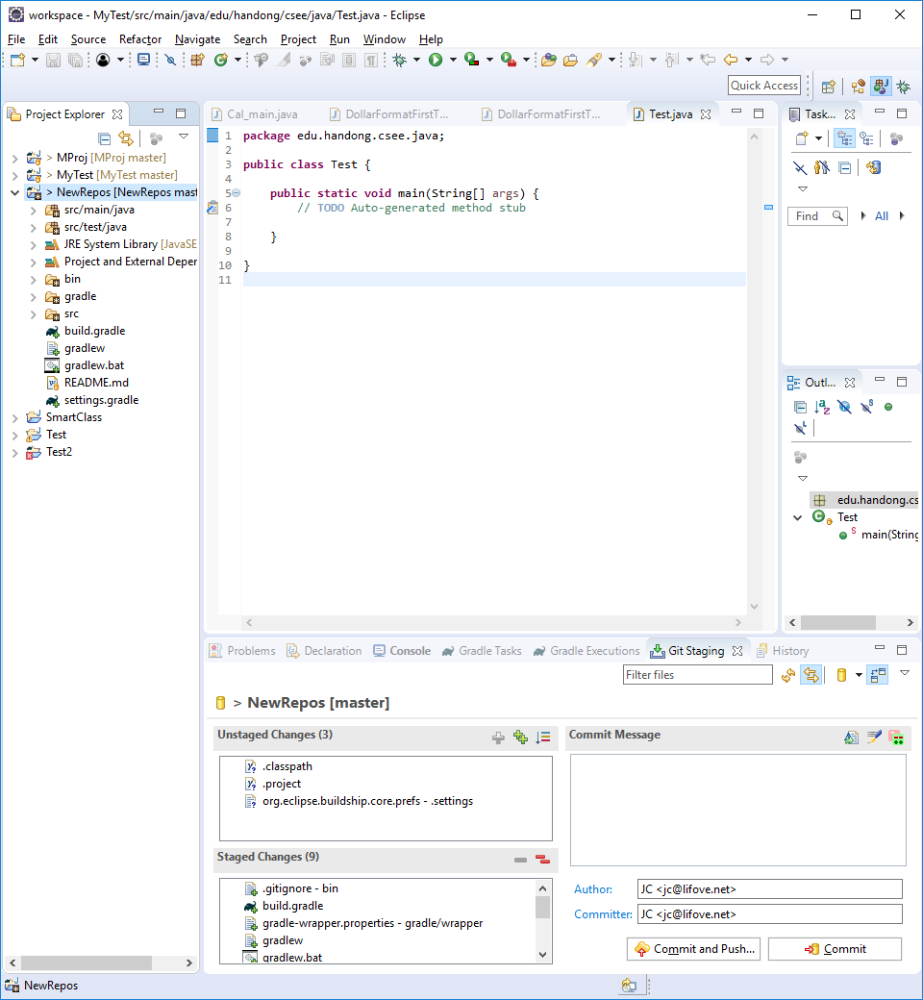 workspace - MyTest/src/main/java/edu/handong/csee/java/Test.java - Eclipse
File Edit Source Refactor Navigate Search Project Run Window Help
Quick Access
Project Explorer
> MProj [MProj master]
> MyTest [MyTest master]
> NewRepos [NewRepos mast
src/main/java
src/test/java
JRE System Library [JavaSE
Project and External Deper
bin
gradle
src
build.gradle
gradlew
gradlew.bat
README.md
settings.gradle
SmartClass
Test
Test2
Cal_main.java DollarFormatFirstT... DollarFormatFirstT... Test.java
1 package edu.handong.csee.java;
2
3 public class Test {
4
5 public static void main(String[] args) {
6 // TODO Auto-generated method stub
7
8 }
9
10 }
11
Task...
Find All
Outl...
edu.handong.cs
Test
main(String
Problems Declaration Console Gradle Tasks Gradle Executions Git Staging History
Filter files
> NewRepos [master]
Unstaged Changes (3)
.classpath
.project
org.eclipse.buildship.core.prefs - .settings
Staged Changes (9)
.gitignore - bin
build.gradle
gradle-wrapper.properties - gradle/wrapper
gradlew
gradlew.bat
Commit Message
Author: JC <jc@lifove.net>
Committer: JC <jc@lifove.net>
Commit and Push... Commit
NewRepos